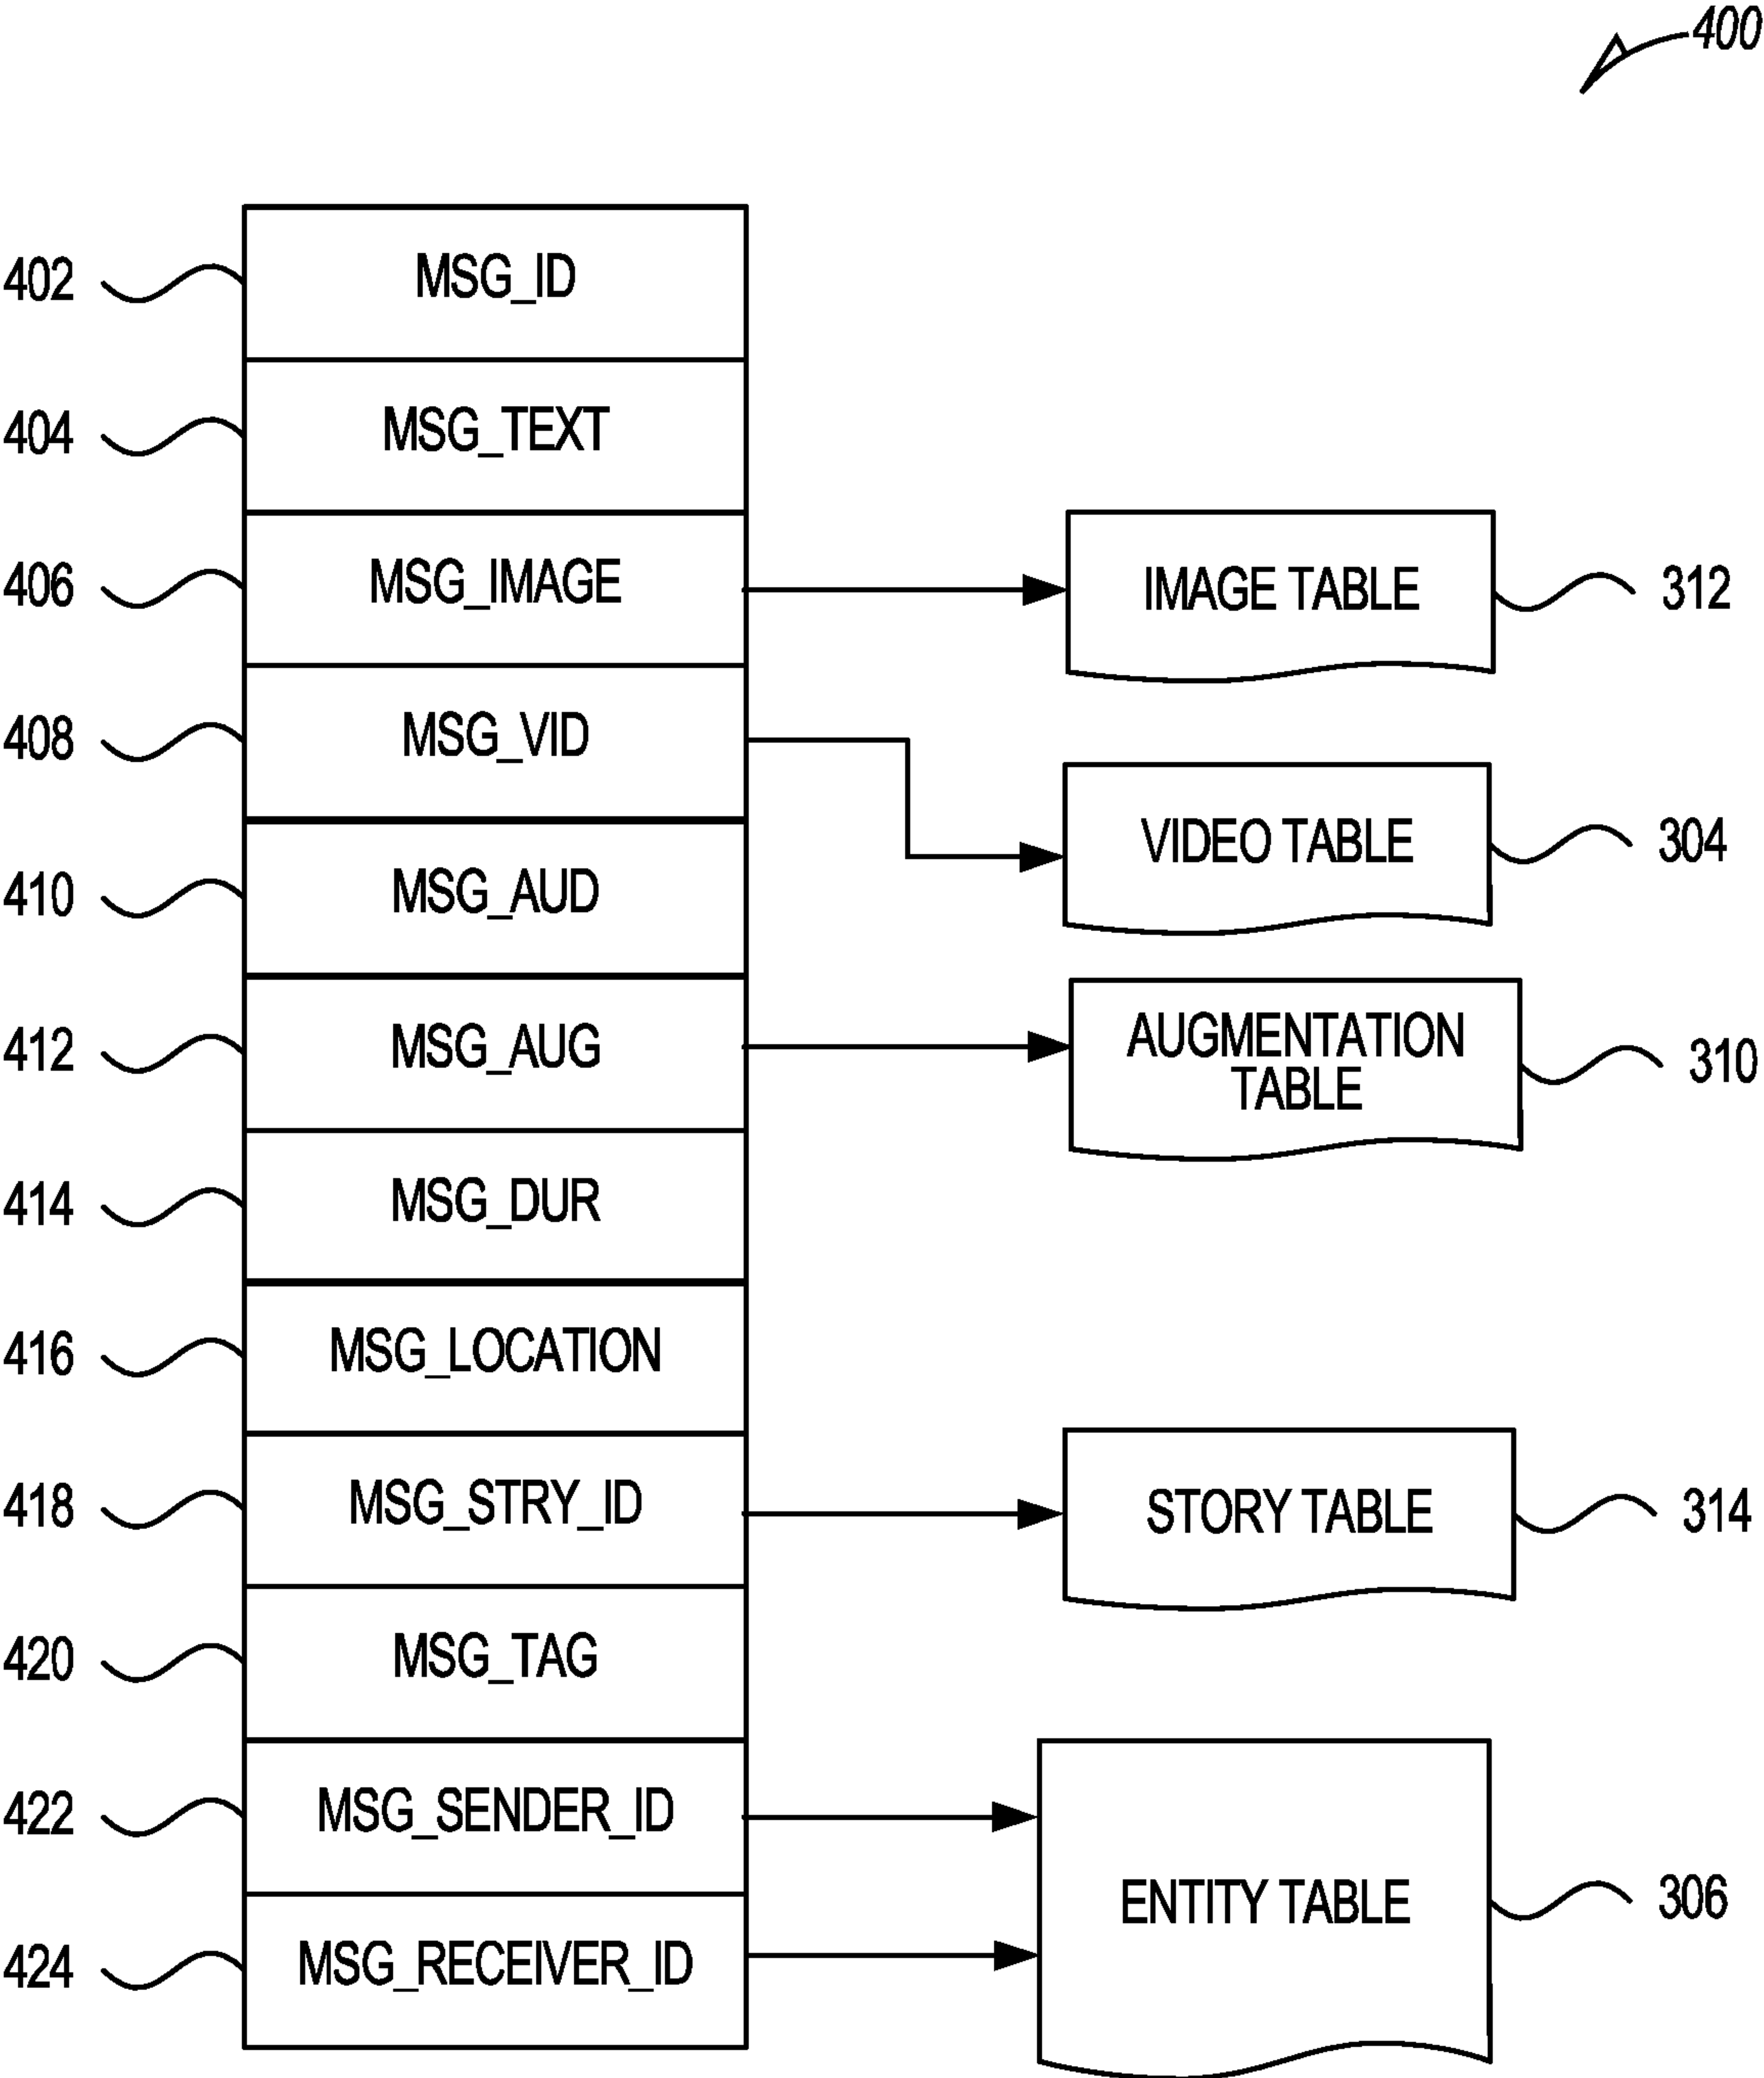 400
402 MSG_ID
404 MSG_TEXT
406 MSG_IMAGE IMAGE TABLE 312
408 MSG_VID VIDEO TABLE 304
410 MSG_AUD
412 MSG_AUG AUGMENTATION
TABLE 310
414 MSG_DUR
416 MSG_LOCATION
418 MSG_STRY_ID STORY TABLE 314
420 MSG_TAG
422 MSG_SENDER_ID
ENTITY TABLE 306
424 MSG_RECEIVER_ID